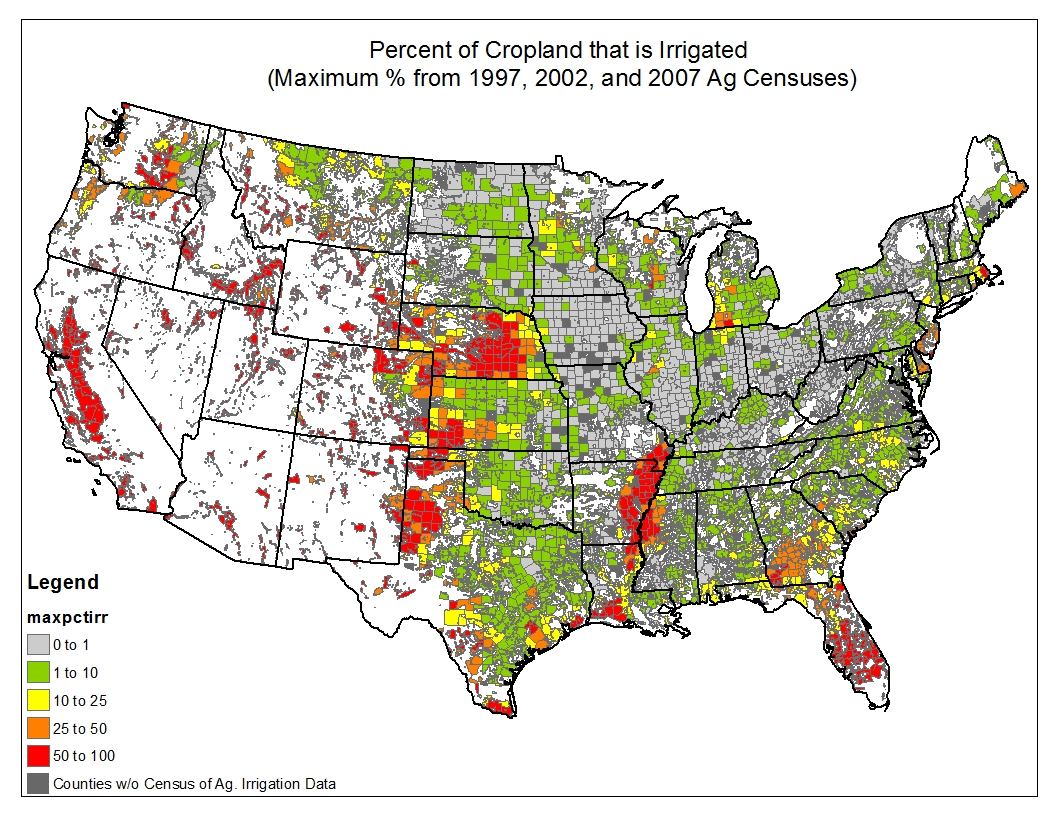 Percent of Cropland that is Irrigated
(Maximum % from 1997, 2002, and 2007 Ag Censuses)
Legend
maxpctirr
0 to 1
1 to 10
10 to 25
25 to 50
50 to 100
Counties w/o Census of Ag. Irrigation Data